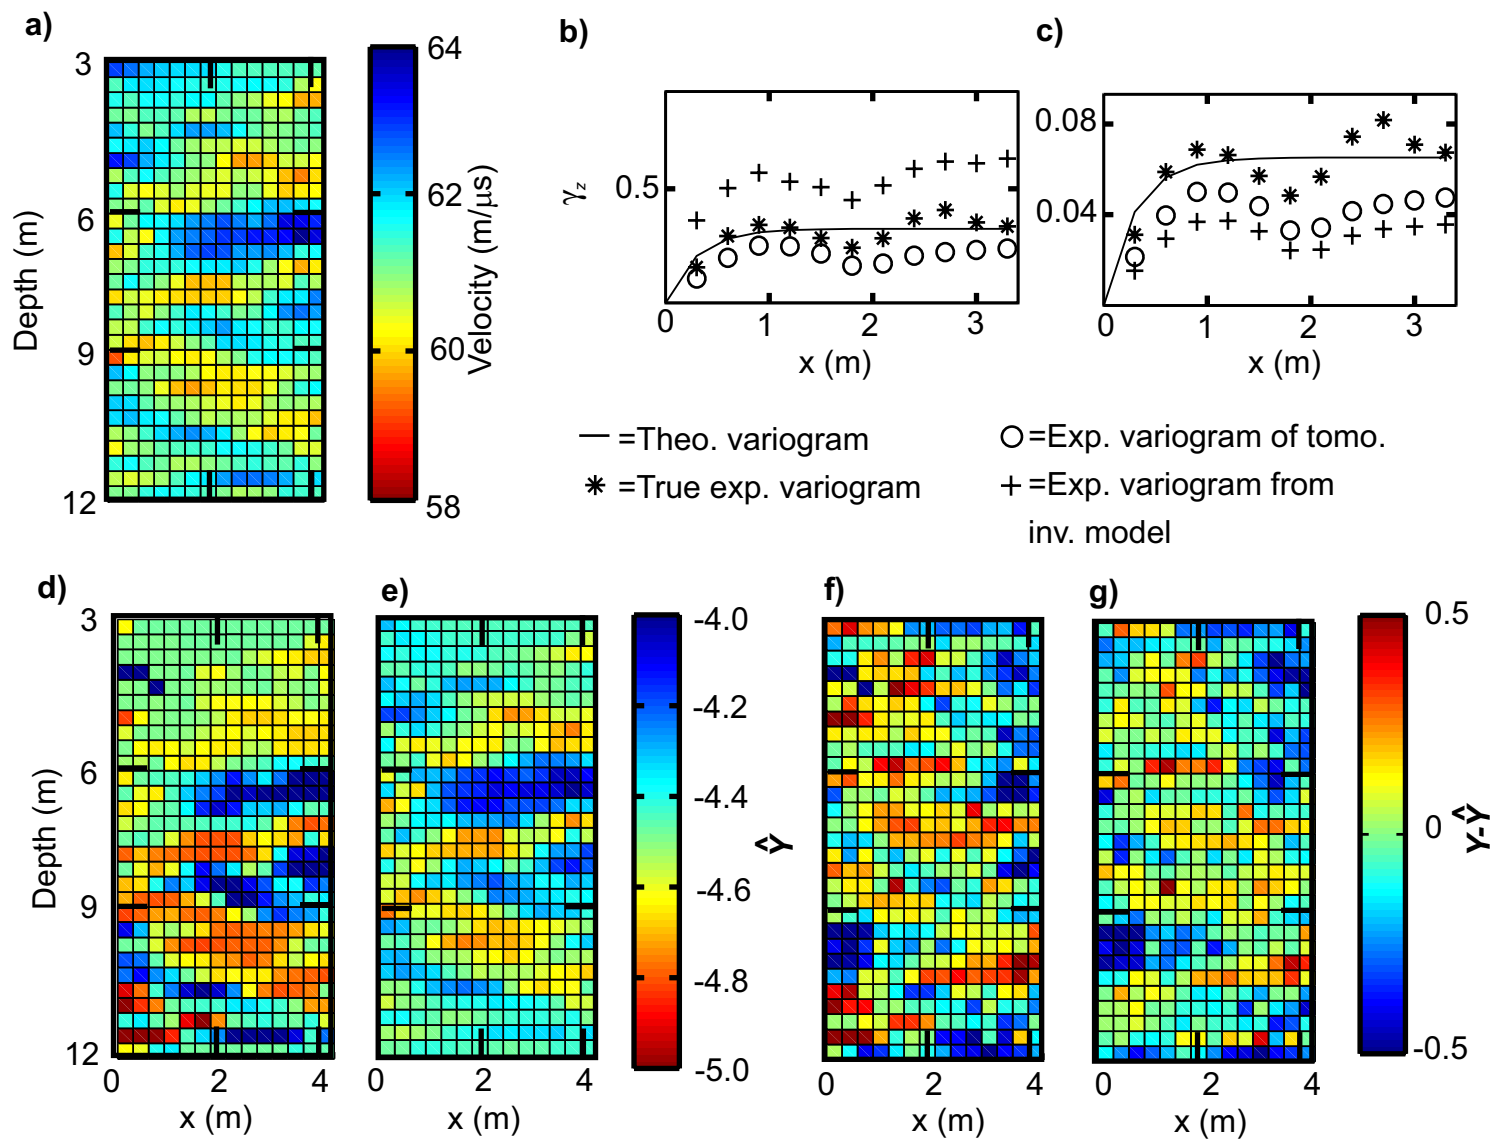 a)
3
6
9
12
Depth (m)
64
62
60
58
Velocity (m/µs)
b)
γz
0.5
0
1
2
3
x (m)
c)
0.08
0.04
0
1
2
3
x (m)
=Theo. variogram
=True exp. variogram
=Exp. variogram of tomo.
=Exp. variogram from
inv. model
d)
3
6
9
12
Depth (m)
0
2
4
x (m)
e)
0
2
4
x (m)
-4.0
-4.2
-4.4
-4.6
-4.8
-5.0
Ŷ
f)
0
2
4
x (m)
g)
0
2
4
x (m)
0.5
0
-0.5
Y-Ŷ